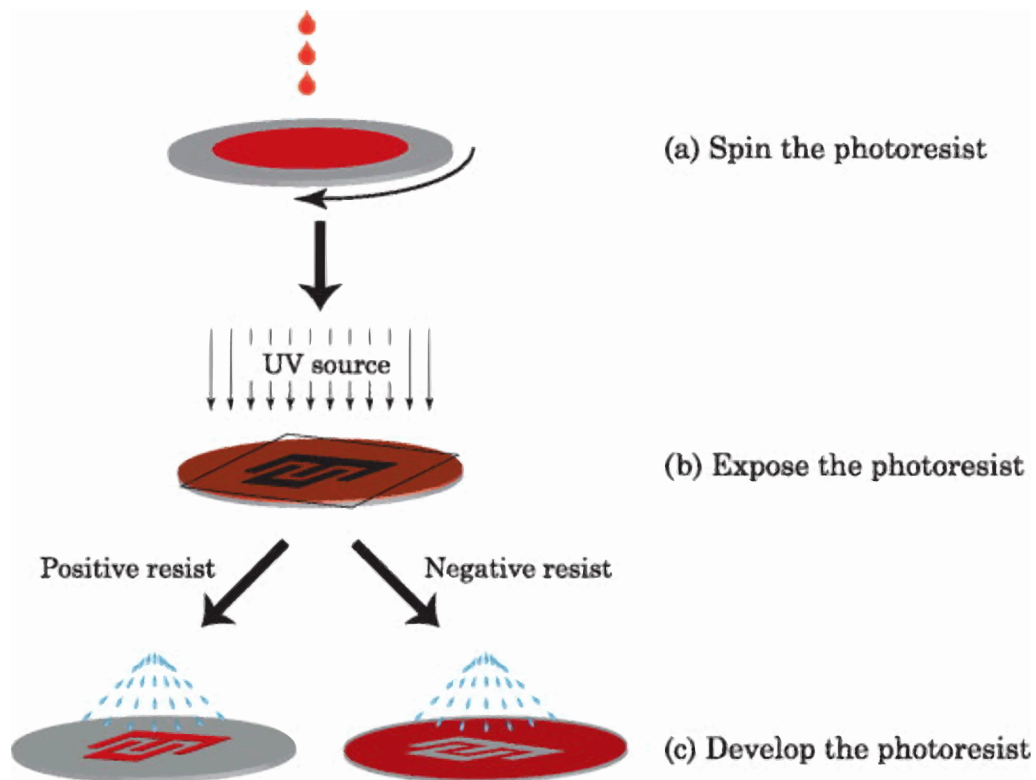 (a) Spin the photoresist
UV source
(b) Expose the photoresist
Positive resist
Negative resist
(c) Develop the photoresist